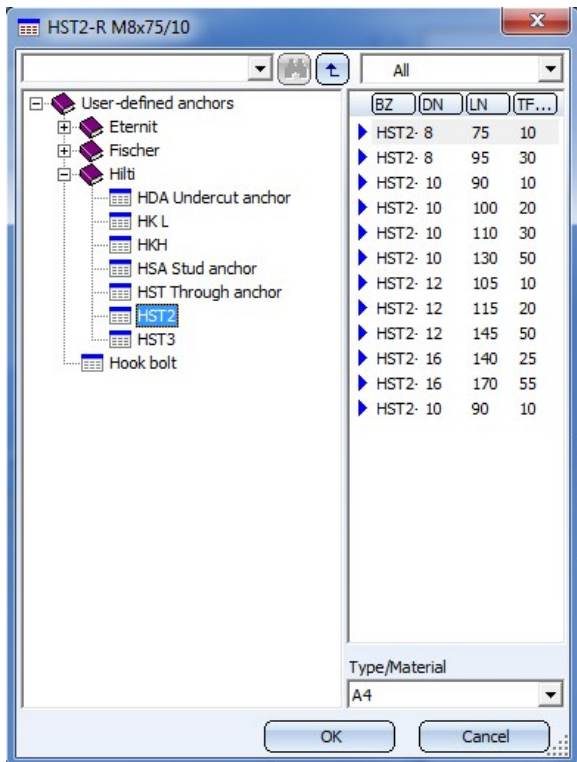 HST2-R M8x75/10
All
User-defined anchors
Eternit
Fischer
Hilti
HDA Undercut anchor
HK L
HKH
HSA Stud anchor
HST Through anchor
HST2
HST3
Hook bolt
BZ DN LN TF...
HST2· 8 75 10
HST2· 8 95 30
HST2· 10 90 10
HST2· 10 100 20
HST2· 10 110 30
HST2· 10 130 50
HST2· 12 105 10
HST2· 12 115 20
HST2· 12 145 50
HST2· 16 140 25
HST2· 16 170 55
HST2· 10 90 10
Type/Material
A4
OK Cancel